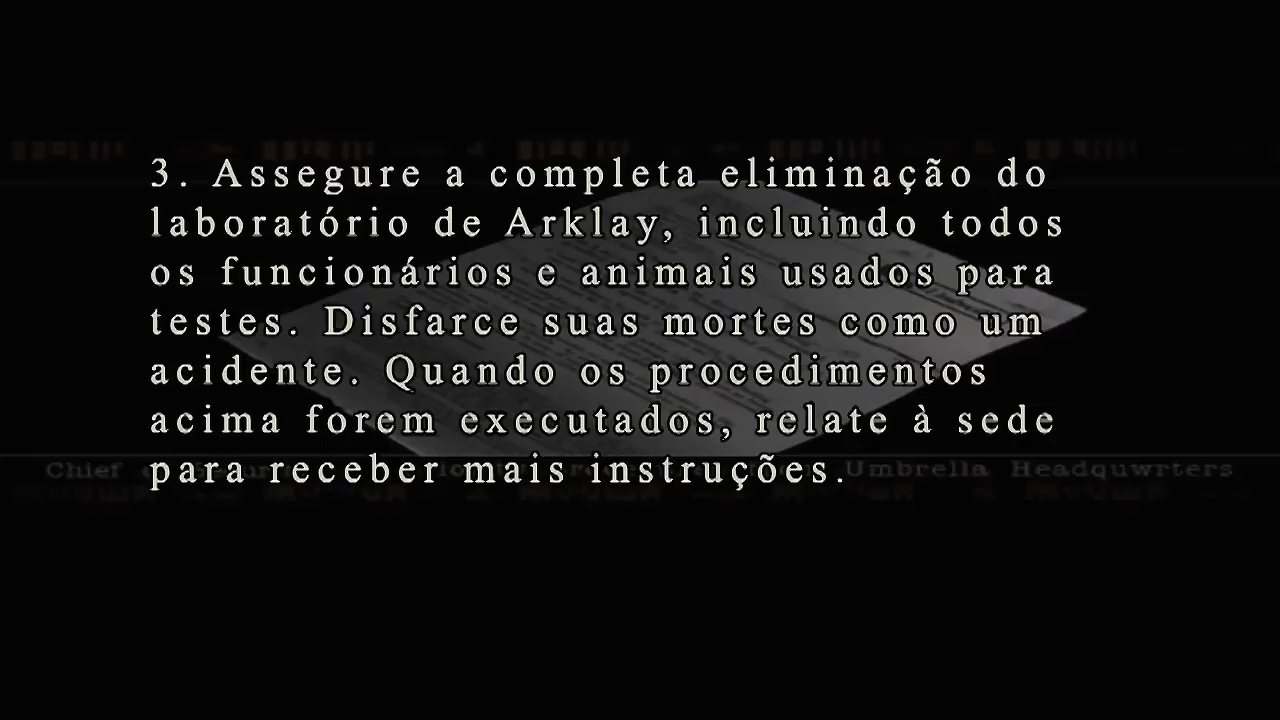 3. Assegure a completa eliminação do
laboratório de Arklay, incluindo todos
os funcionários e animais usados para
testes. Disfarce suas mortes como um
acidente. Quando os procedimentos
acima forem executados, relate à sede
para receber mais instruções.
Chief
Umbrella Headquwrters